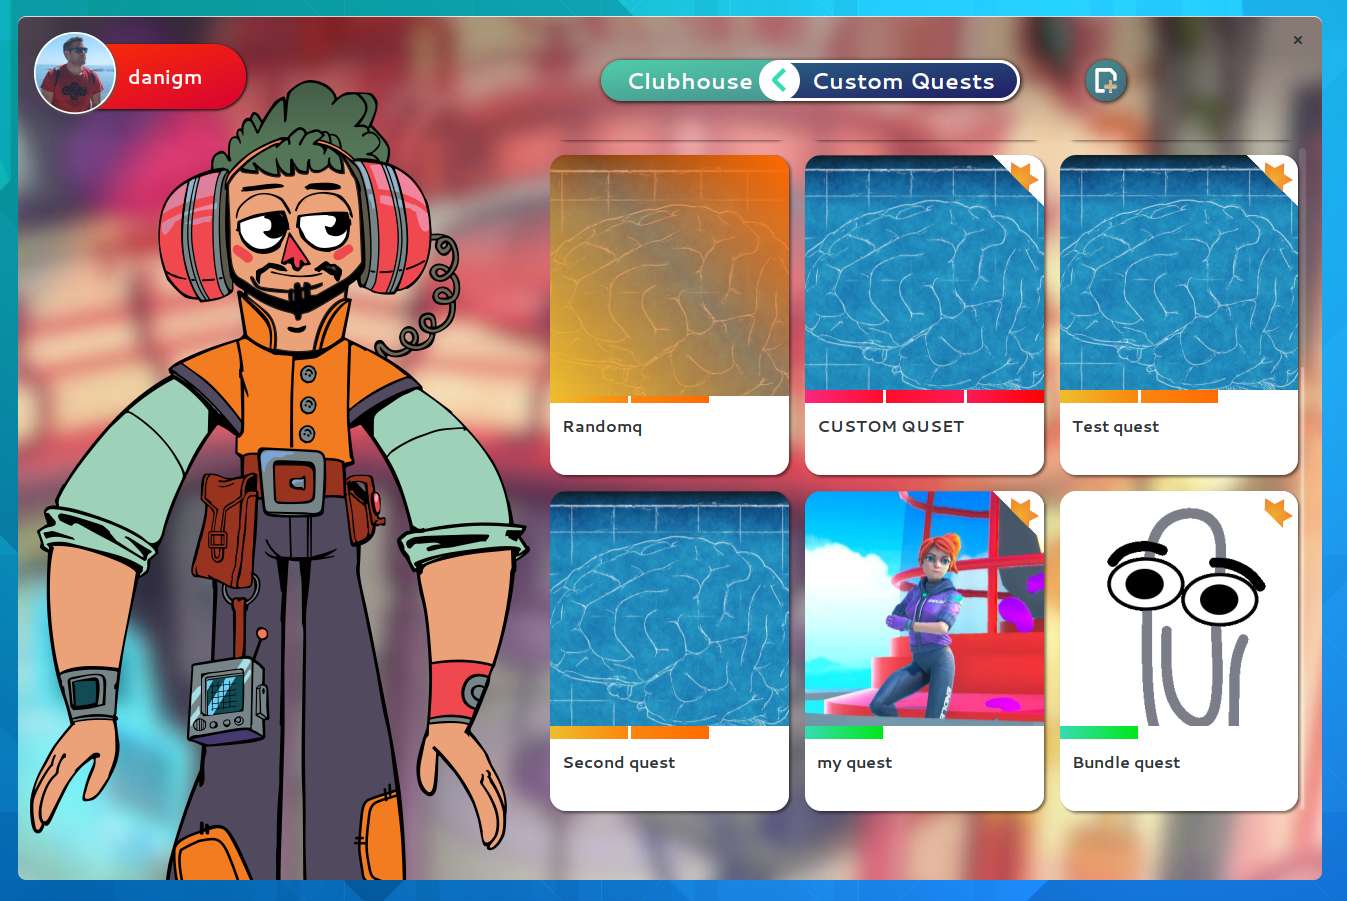 danigm
Clubhouse
Custom Quests
Randomq
CUSTOM QUSET
Test quest
Second quest
my quest
Bundle quest